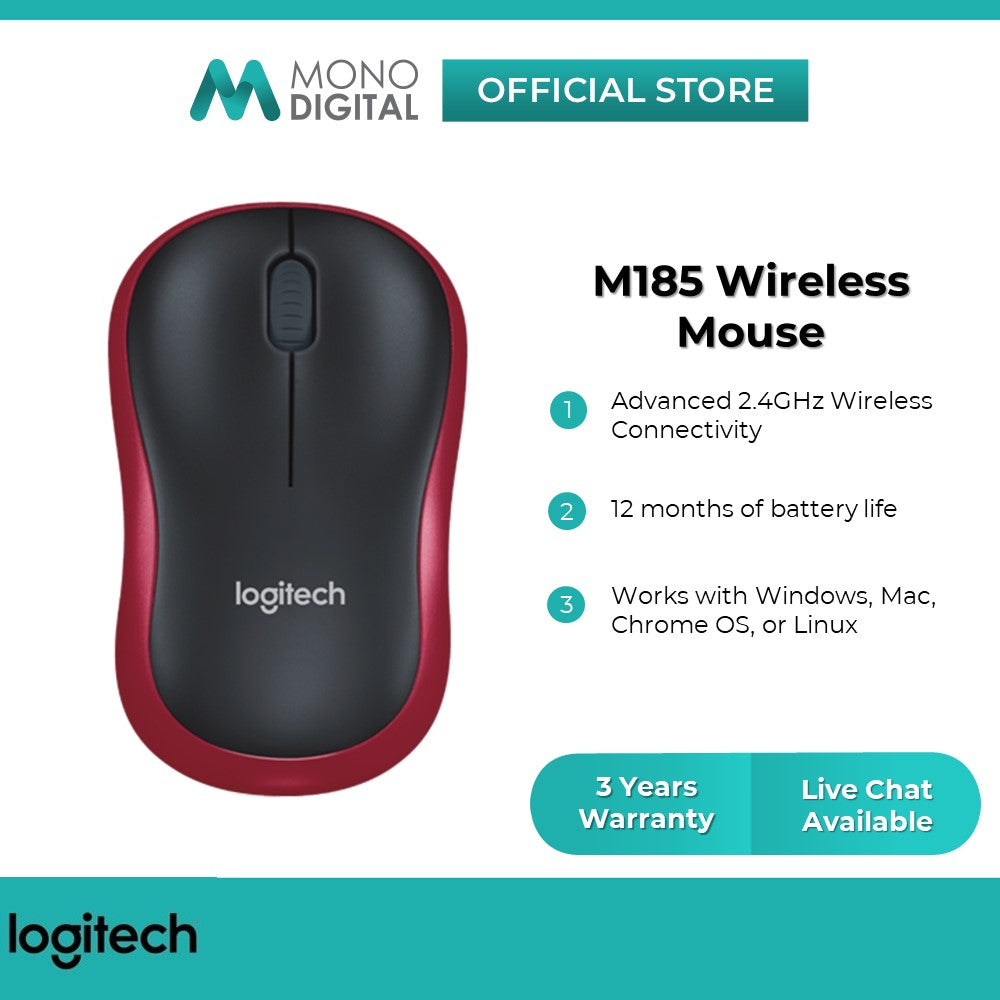 MONO
DIGITAL
OFFICIAL STORE
M185 Wireless
Mouse
1
Advanced 2.4GHz Wireless
Connectivity
2
12 months of battery life
3
Works with Windows, Mac,
Chrome OS, or Linux
logitech
3 Years
Warranty
Live Chat
Available
logitech